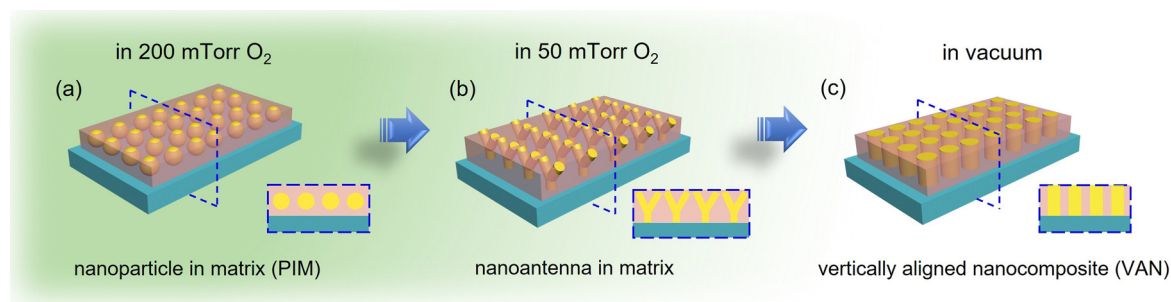 in 200 mTorr O₂
in 50 mTorr O₂
in vacuum
(a)
(b)
(c)
nanoparticle in matrix (PIM)
nanoantenna in matrix
vertically aligned nanocomposite (VAN)